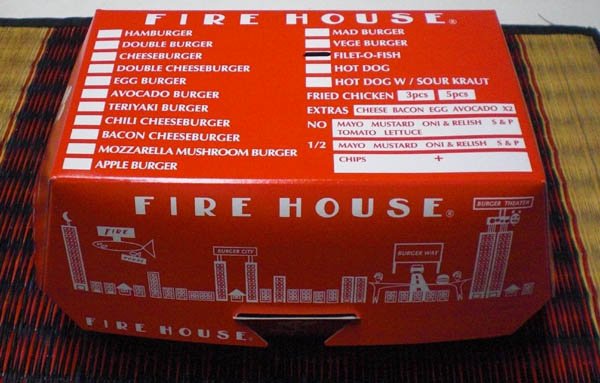 FIRE HOUSE®
HAMBURGER
DOUBLE BURGER
CHEESEBURGER
DOUBLE CHEESEBURGER
EGG BURGER
AVOCADO BURGER
TERIYAKI BURGER
CHILI CHEESEBURGER
BACON CHEESEBURGER
MOZZARELLA MUSHROOM BURGER
APPLE BURGER
MAD BURGER
VEGE BURGER
FILET-O-FISH
HOT DOG
HOT DOG W / SOUR KRAUT
FRIED CHICKEN 3pcs 5pcs
EXTRAS CHEESE BACON EGG AVOCADO X2
NO MAYO MUSTARD ONI & RELISH S & P
TOMATO LETTUCE
1/2 MAYO MUSTARD ONI & RELISH S & P
CHIPS +
FIRE HOUSE®
FIRE
BURGER CITY
BURGER WAY
BURGER THEATER
FIRE HOUSE®